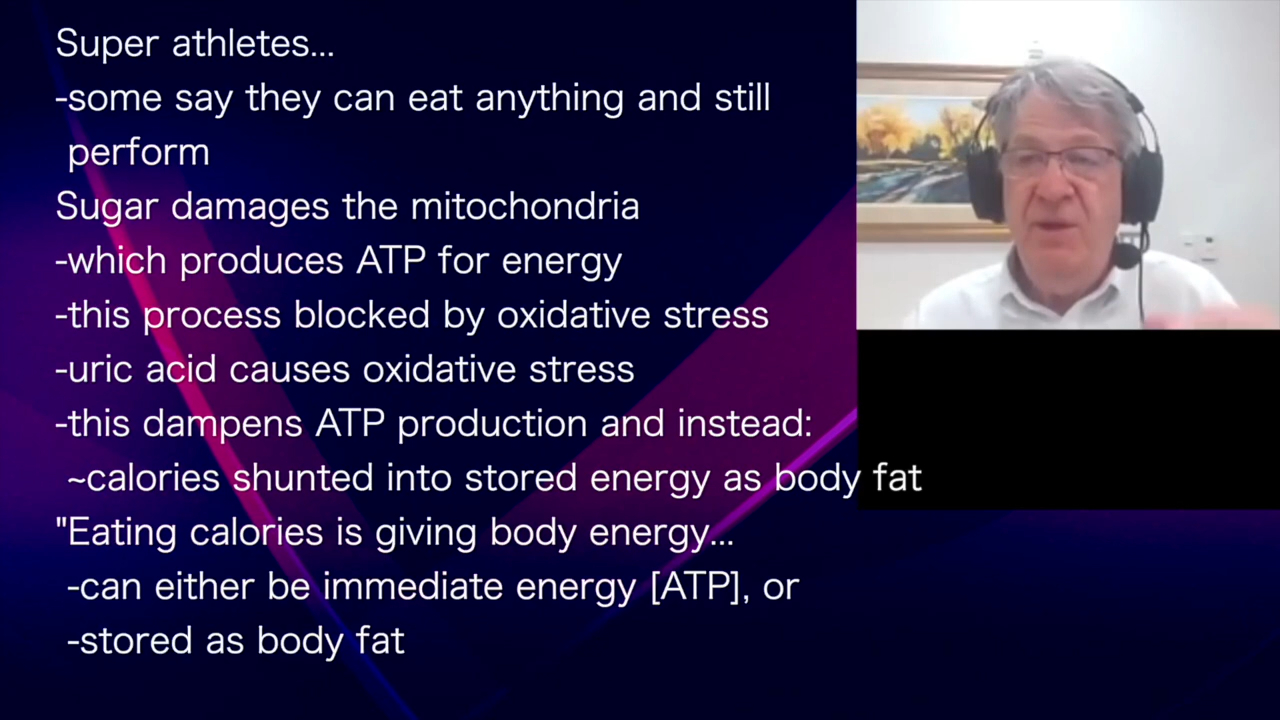 Super athletes...
-some say they can eat anything and still
perform
Sugar damages the mitochondria
-which produces ATP for energy
-this process blocked by oxidative stress
-uric acid causes oxidative stress
-this dampens ATP production and instead:
~calories shunted into stored energy as body fat
"Eating calories is giving body energy...
-can either be immediate energy [ATP], or
-stored as body fat